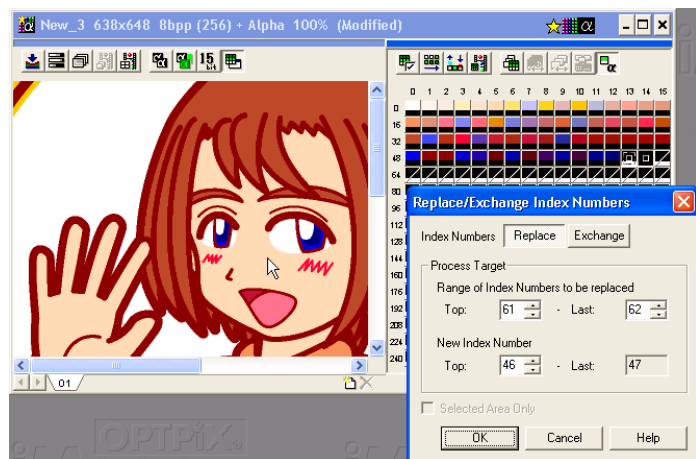 New_3 638x648 8bpp (256) + Alpha 100% (Modified)
α
15
bit
α
0 1 2 3 4 5 6 7 8 9 10 11 12 13 14 15
0
16
32
48
64
80
96
112
128
144
160
176
192
208
224
240
Replace/Exchange Index Numbers
Index Numbers Replace Exchange
Process Target
Range of Index Numbers to be replaced
Top: 61 - Last: 62
New Index Number
Top: 46 - Last: 47
Selected Area Only
OK Cancel Help
01
OPTPiX